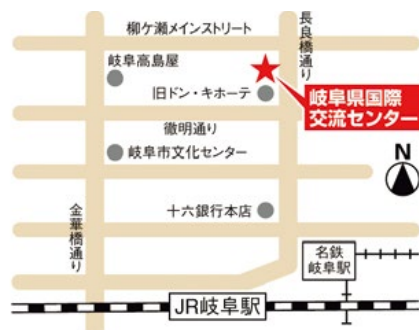 柳ケ瀬メインストリート
長良橋通り
岐阜高島屋
旧ドン・キホーテ
岐阜県国際
交流センター
徹明通り
岐阜市文化センター
N
金華橋通り
十六銀行本店
名鉄
岐阜駅
JR岐阜駅